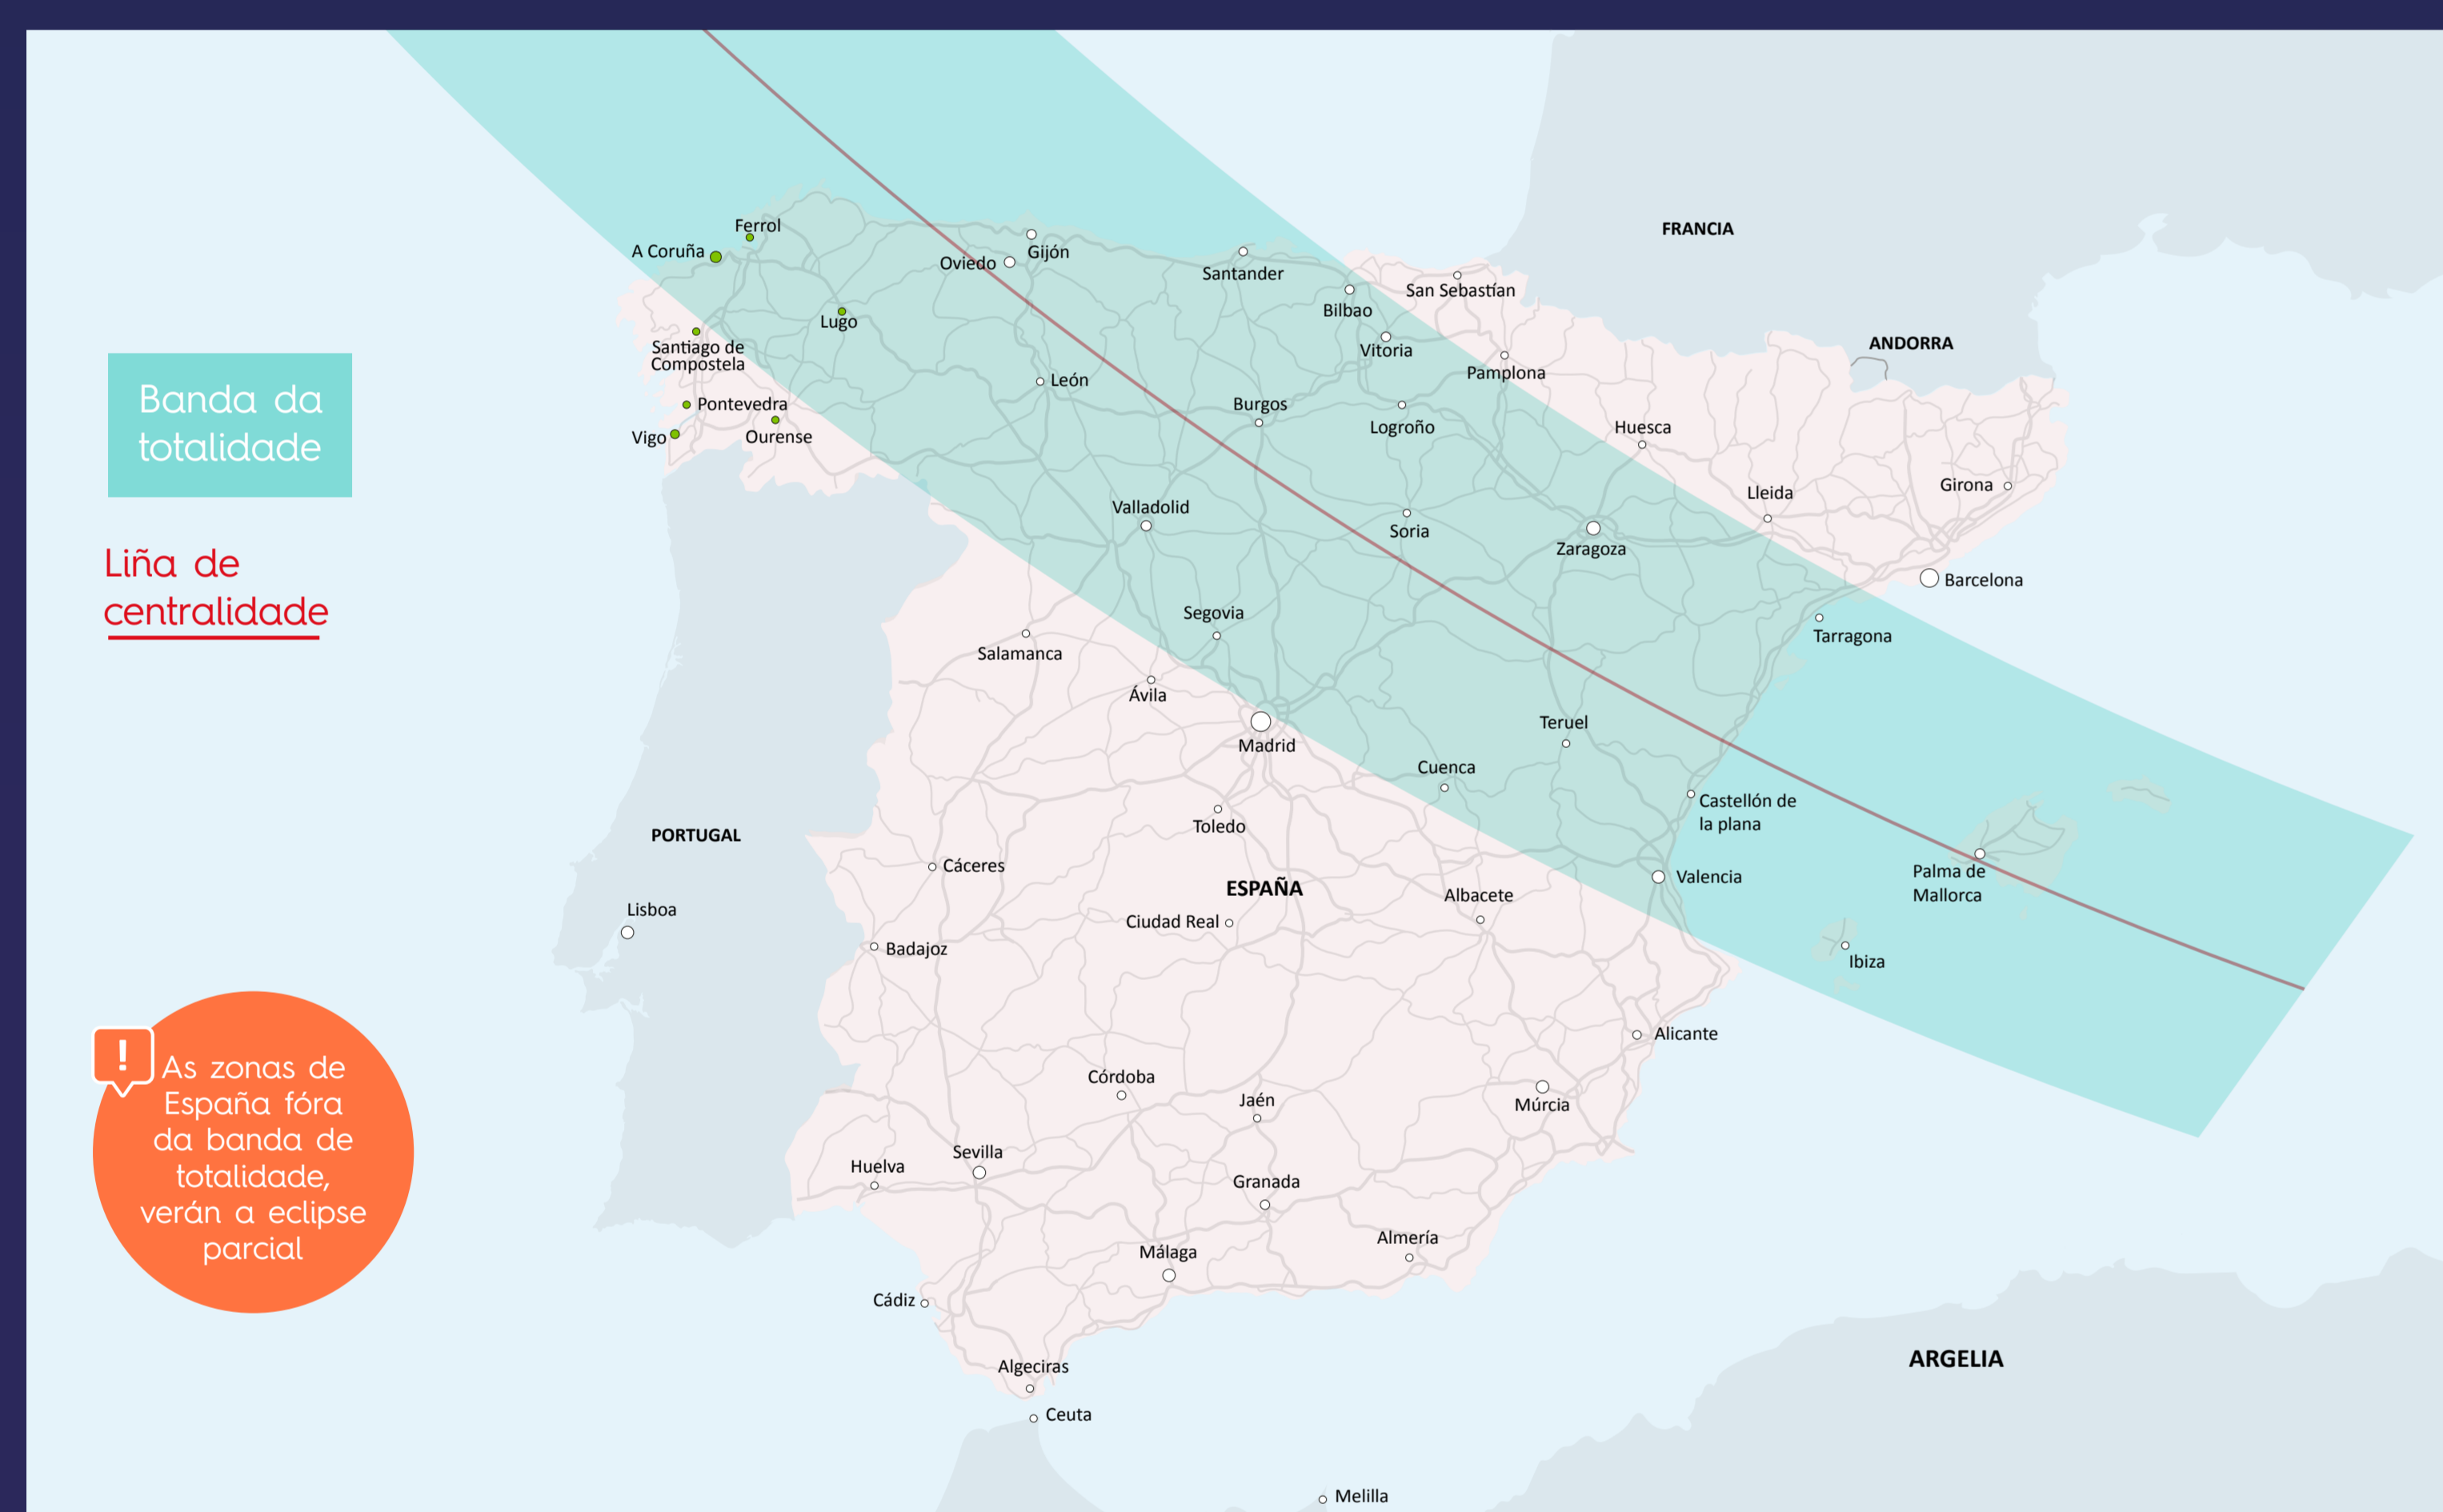 Banda da
totalidade
Liña de
centralidade
!
As zonas de
España fóra
da banda de
totalidade,
verán a eclipse
parcial
FRANCIA
ANDORRA
PORTUGAL
ESPAÑA
ARGELIA
Ferrol
A Coruña
Lugo
Santiago de
Compostela
Pontevedra
Vigo
Ourense
Oviedo
Gijón
Santander
Bilbao
San Sebastían
Vitoria
Pamplona
León
Burgos
Logroño
Huesca
Lleida
Girona
Valladolid
Soria
Zaragoza
Barcelona
Tarragona
Segovia
Salamanca
Ávila
Madrid
Teruel
Cuenca
Castellón de
la plana
Toledo
Cáceres
Valencia
Palma de
Mallorca
Albacete
Ciudad Real
Lisboa
Badajoz
Ibiza
Alicante
Córdoba
Jaén
Múrcia
Sevilla
Huelva
Granada
Almería
Málaga
Cádiz
Algeciras
Ceuta
Melilla